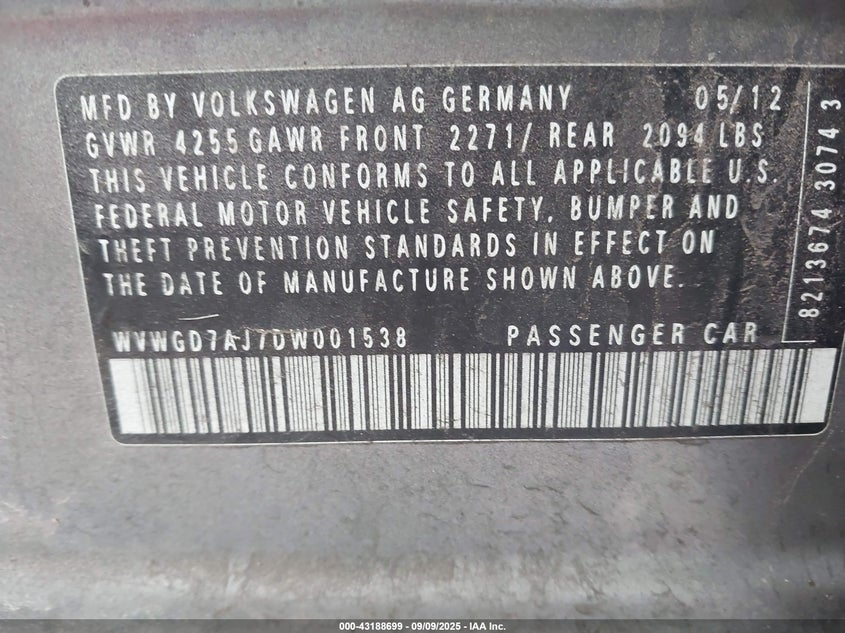 MFD BY VOLKSWAGEN AG GERMANY 05/12
GVWR 4255 GAWR FRONT 2271/ REAR 2094 LBS
THIS VEHICLE CONFORMS TO ALL APPLICABLE U.S.
FEDERAL MOTOR VEHICLE SAFETY, BUMPER AND
THEFT PREVENTION STANDARDS IN EFFECT ON
THE DATE OF MANUFACTURE SHOWN ABOVE.
WVWGD7AJ7DW001538 PASSENGER CAR
8213674 3074 3
000-43188699 | 09/09/2025 - IAA Inc.